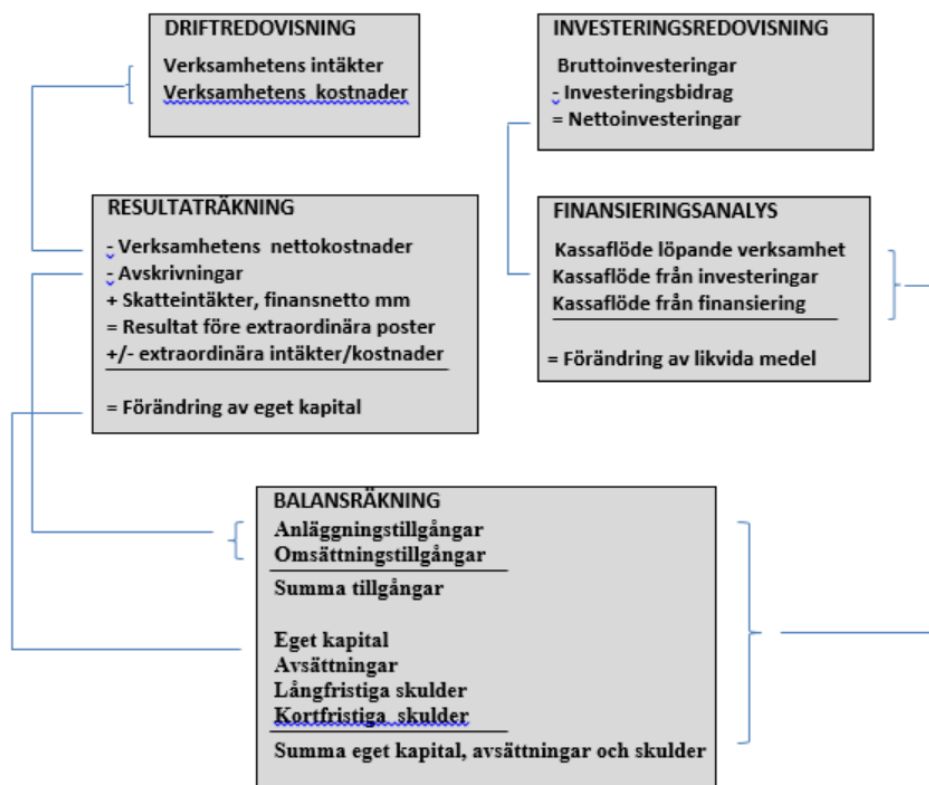 DRIFTREDOVISNING
Verksamhetens intäkter
Verksamhetens kostnader
INVESTERINGSREDOVISNING
Bruttoinvesteringar
- Investeringsbidrag
= Nettoinvesteringar
RESULTATRÄKNING
- Verksamhetens nettokostnader
- Avskrivningar
+ Skatteintäkter, finansnetto mm
= Resultat före extraordinära poster
+/- extraordinära intäkter/kostnader
= Förändring av eget kapital
FINANSIERINGSANALYS
Kassaflöde löpande verksamhet
Kassaflöde från investeringar
Kassaflöde från finansiering
= Förändring av likvida medel
BALANSRÄKNING
Anläggningstillgångar
Omsättningstillgångar
Summa tillgångar
Eget kapital
Avsättningar
Långfristiga skulder
Kortfristiga skulder
Summa eget kapital, avsättningar och skulder